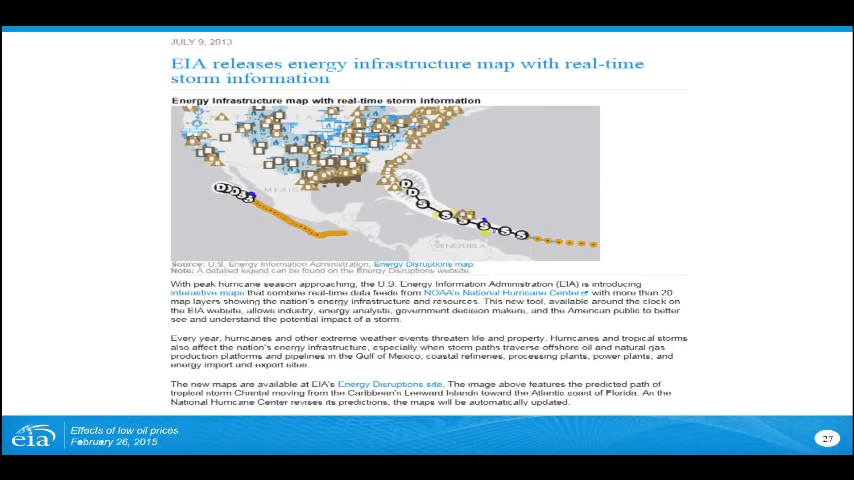 JULY 9, 2013
EIA releases energy infrastructure map with real-time
storm information
Energy infrastructure map with real-time storm information
MEXICO
VENEZUELA
D
D
S
S
S
S
S
S
Source: U.S. Energy Information Administration, Energy Disruptions map.
Note: A detailed legend can be found on the Energy Disruptions website.
With peak hurricane season approaching, the U.S. Energy Information Administration (EIA) is introducing
interactive maps that combine real-time data feeds from NOAA's National Hurricane Center with more than 20
map layers showing the nation's energy infrastructure and resources. This new tool, available around the clock on
the EIA website, allows industry, energy analysts, government decision makers, and the American public to better
see and understand the potential impact of a storm.
Every year, hurricanes and other extreme weather events threaten life and property. Hurricanes and tropical storms
also affect the nation's energy infrastructure, especially when storm paths traverse offshore oil and natural gas
production platforms and pipelines in the Gulf of Mexico, coastal refineries, processing plants, power plants, and
energy import and export sites.
The new maps are available at EIA's Energy Disruptions site. The image above features the predicted path of
tropical storm Chantal moving from the Caribbean's Leeward Islands toward the Atlantic coast of Florida. As the
National Hurricane Center revises its predictions, the maps will be automatically updated.
eia
Effects of low oil prices
February 26, 2015
27